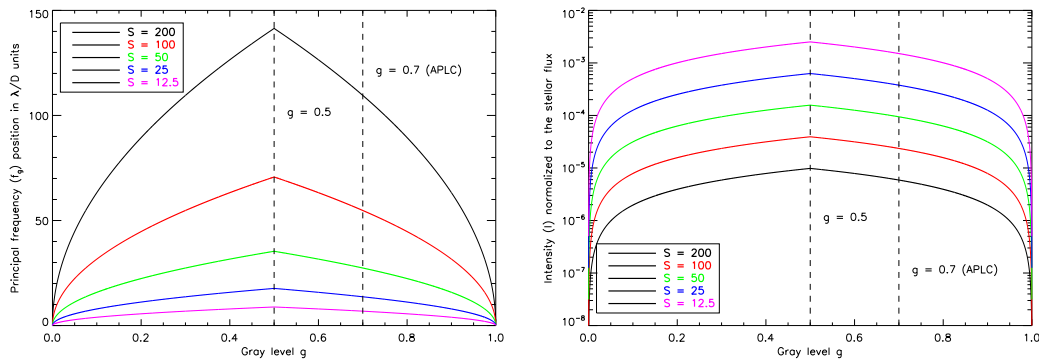 150
100
50
0
Principal frequency (fg) position in λ/D units
S = 200
S = 100
S = 50
S = 25
S = 12.5
g = 0.7 (APLC)
g = 0.5
0.0 0.2 0.4 0.6 0.8 1.0
Gray level g
10−2
10−3
10−4
10−5
10−6
10−7
10−8
Intensity (I) normalized to the stellar flux
g = 0.5
g = 0.7 (APLC)
S = 200
S = 100
S = 50
S = 25
S = 12.5
0.0 0.2 0.4 0.6 0.8 1.0
Gray level g